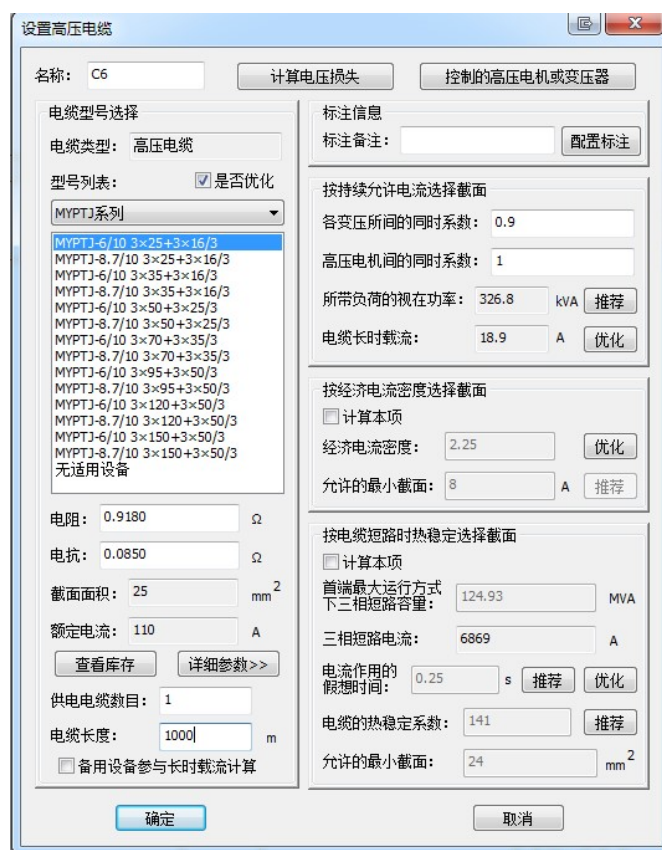 设置高压电缆
名称: C6
计算电压损失
控制的高压电机或变压器
电缆型号选择
电缆类型: 高压电缆
型号列表: 是否优化
MYPTJ系列
MYPTJ-6/10 3×25+3×16/3
MYPTJ-8.7/10 3×25+3×16/3
MYPTJ-6/10 3×35+3×16/3
MYPTJ-8.7/10 3×35+3×16/3
MYPTJ-6/10 3×50+3×25/3
MYPTJ-8.7/10 3×50+3×25/3
MYPTJ-6/10 3×70+3×35/3
MYPTJ-8.7/10 3×70+3×35/3
MYPTJ-6/10 3×95+3×50/3
MYPTJ-8.7/10 3×95+3×50/3
MYPTJ-6/10 3×120+3×50/3
MYPTJ-8.7/10 3×120+3×50/3
MYPTJ-6/10 3×150+3×50/3
MYPTJ-8.7/10 3×150+3×50/3
无适用设备
电阻: 0.9180 Ω
电抗: 0.0850 Ω
截面面积: 25 mm²
额定电流: 110 A
查看库存 详细参数>>
供电电缆数目: 1
电缆长度: 1000 m
备用设备参与长时载流计算
标注信息
标注备注: 配置标注
按持续允许电流选择截面
各变压所间的同时系数: 0.9
高压电机间的同时系数: 1
所带负荷的视在功率: 326.8 kVA 推荐
电缆长时载流: 18.9 A 优化
按经济电流密度选择截面
计算本项
经济电流密度: 2.25 优化
允许的最小截面: 8 A 推荐
按电缆短路时热稳定选择截面
计算本项
首端最大运行方式
下三相短路容量: 124.93 MVA
三相短路电流: 6869 A
电流作用的
假想时间: 0.25 s 推荐 优化
电缆的热稳定系数: 141 推荐
允许的最小截面: 24 mm²
确定
取消